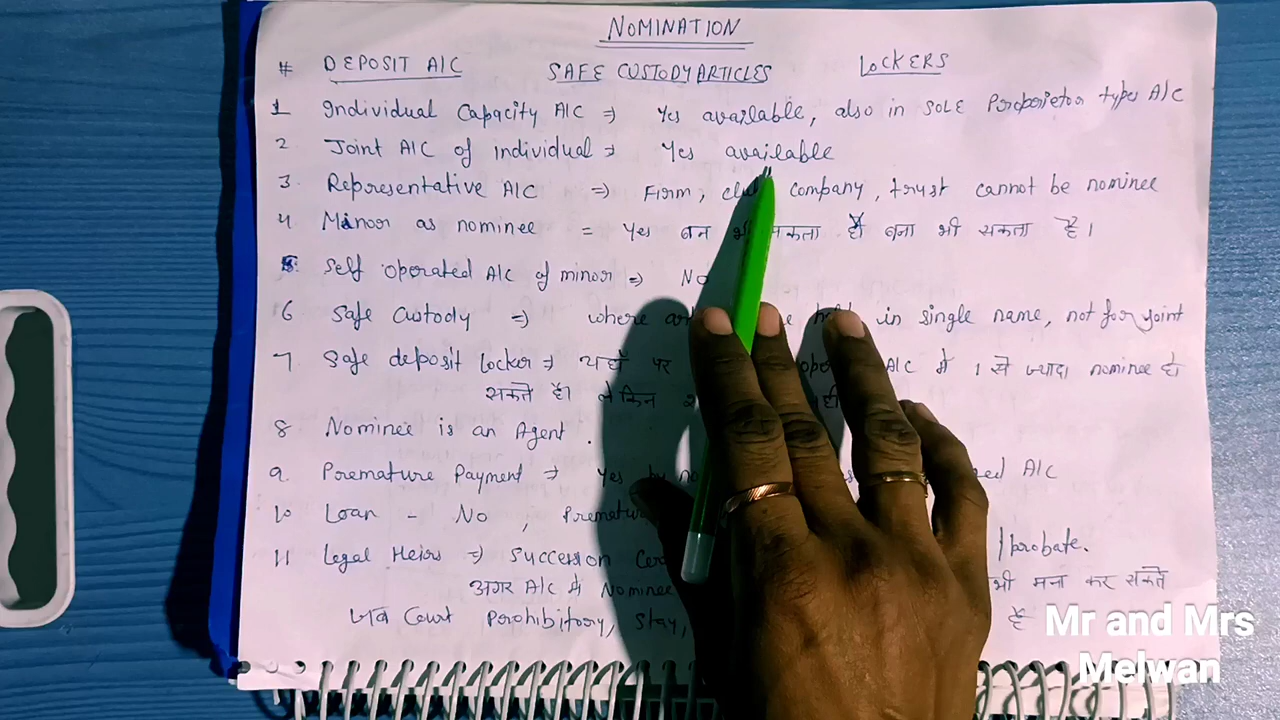 NOMINATION
# DEPOSIT A/C SAFE CUSTODY ARTICLES LOCKERS
1 Individual Capacity A/C ⇒ Yes available, also in SOLE Properietor type A/C
2 Joint A/C of individual ⇒ Yes available
3. Representative A/C ⇒ Firm, company, trust cannot be nominee
4 Minor as nominee = Yes बन सकता है बना भी सकता है।
5 Self operated A/C of minor ⇒ No
6 Safe Custody ⇒ where in single name, not for joint
7 Safe deposit locker ⇒ यहाँ पर A/C में 1 से ज्यादा nominee हो
सकते है। लेकिन
8 Nominee is an Agent.
9. Premature Payment ⇒ Yes by A/C
10 Loan - No,
11 Legal Heirs ⇒ Succession /probate.
अगर A/C में Nominee भी मना कर सकते
जब Court Prohibitory, Stay, है
Mr and Mrs
Melwan